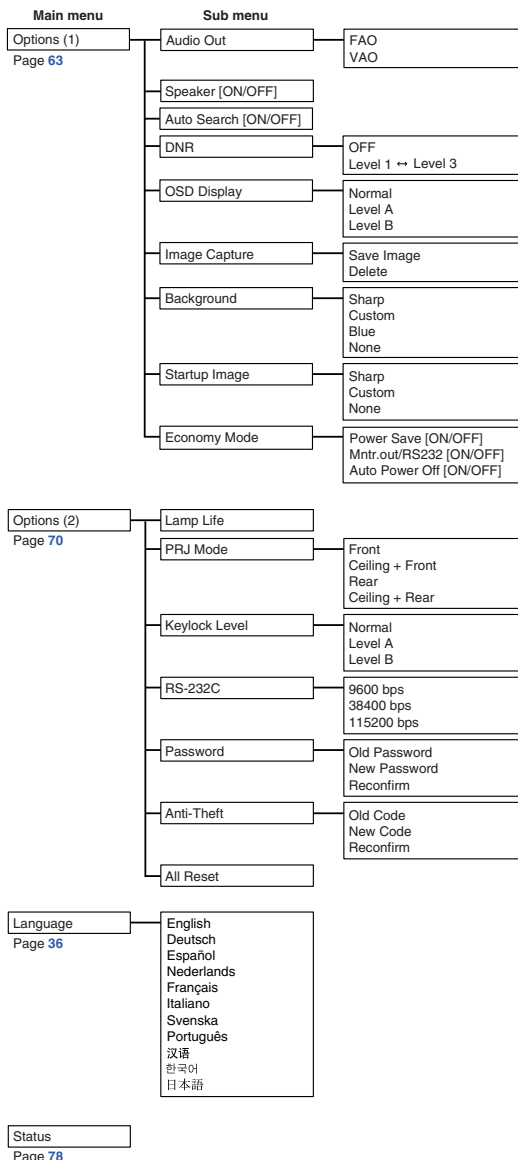 Main menu
Sub menu
Options (1)
Page 63
Audio Out
FAO
VAO
Speaker [ON/OFF]
Auto Search [ON/OFF]
DNR
OFF
Level 1 ↔ Level 3
OSD Display
Normal
Level A
Level B
Image Capture
Save Image
Delete
Background
Sharp
Custom
Blue
None
Startup Image
Sharp
Custom
None
Economy Mode
Power Save [ON/OFF]
Mntr.out/RS232 [ON/OFF]
Auto Power Off [ON/OFF]
Options (2)
Page 70
Lamp Life
PRJ Mode
Front
Ceiling + Front
Rear
Ceiling + Rear
Keylock Level
Normal
Level A
Level B
RS-232C
9600 bps
38400 bps
115200 bps
Password
Old Password
New Password
Reconfirm
Anti-Theft
Old Code
New Code
Reconfirm
All Reset
Language
Page 36
English
Deutsch
Español
Nederlands
Français
Italiano
Svenska
Português
汉语
한국어
日本語
Status
Page 78